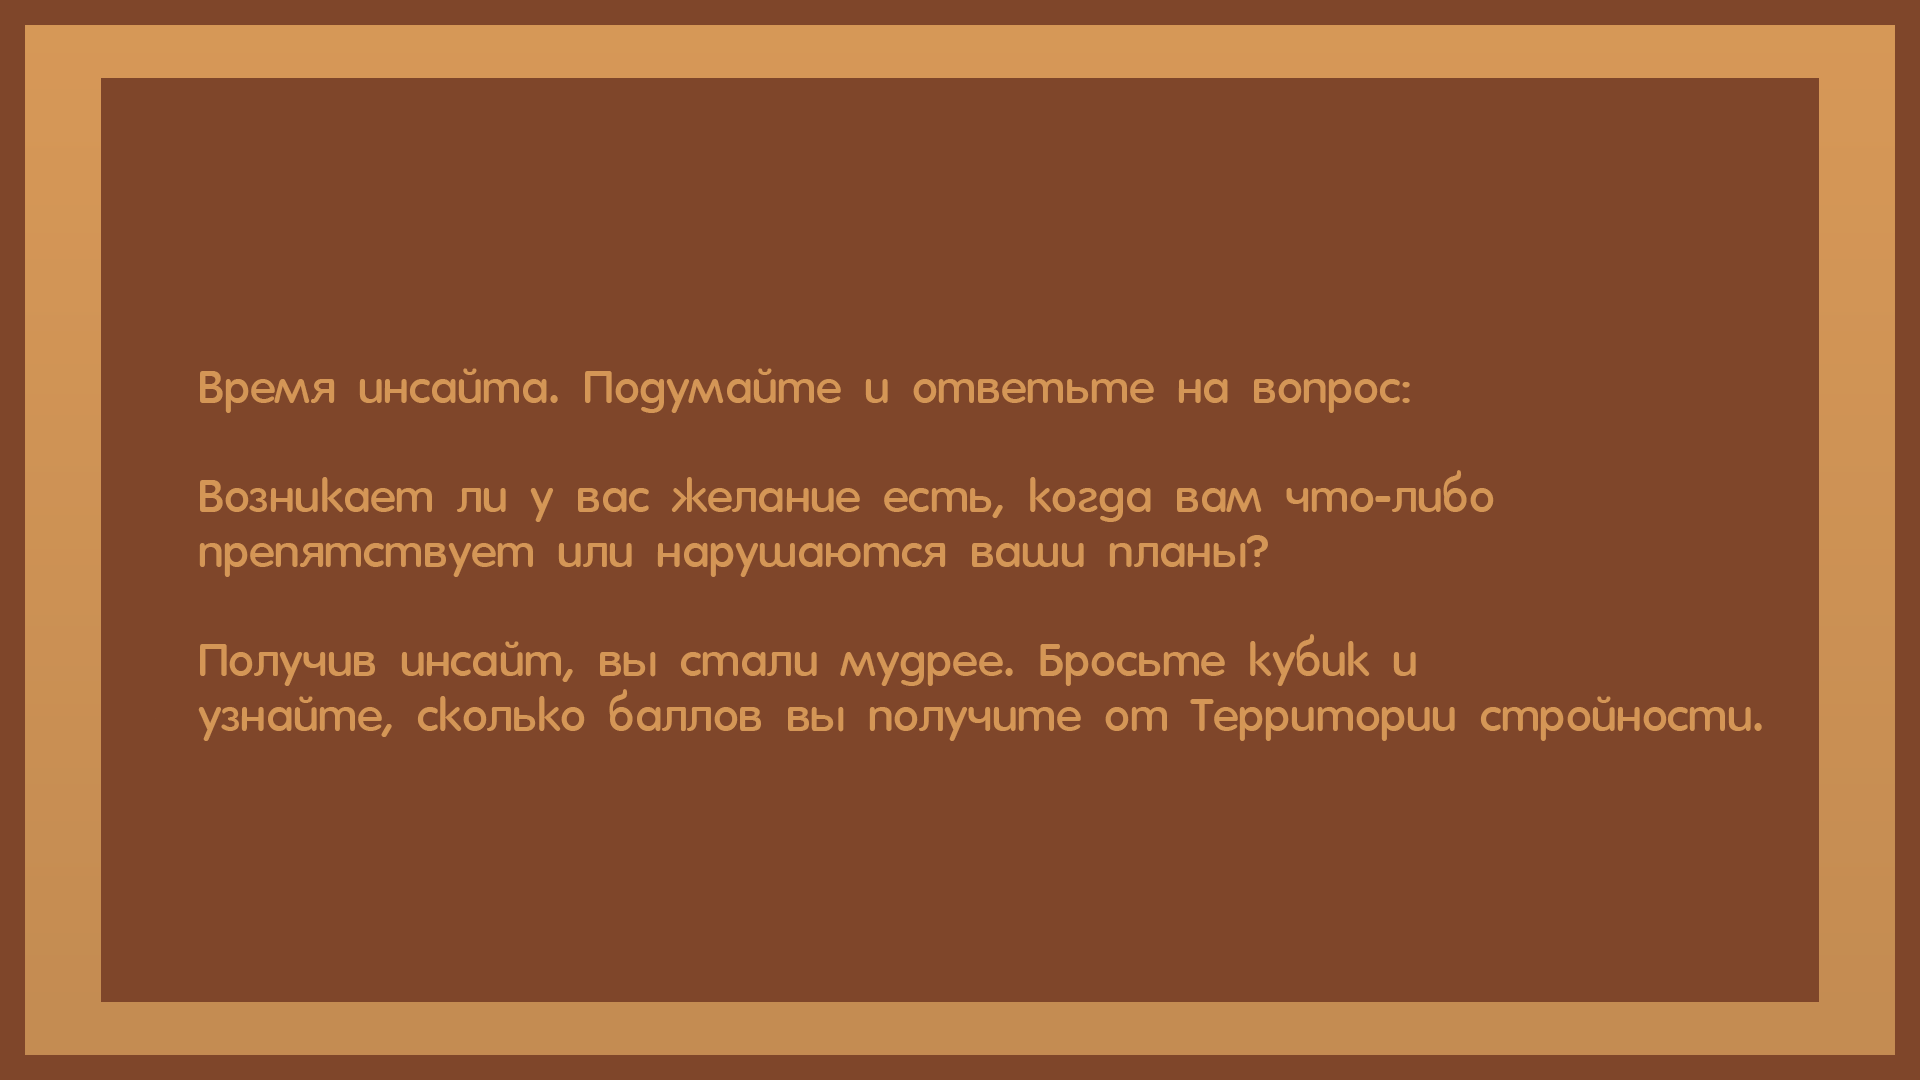 Время инсайта. Подумайте и ответьте на вопрос:
Возникает ли у вас желание есть, когда вам что-либо
препятствует или нарушаются ваши планы?
Получив инсайт, вы стали мудрее. Бросьте кубик и
узнайте, сколько баллов вы получите от Территории стройности.